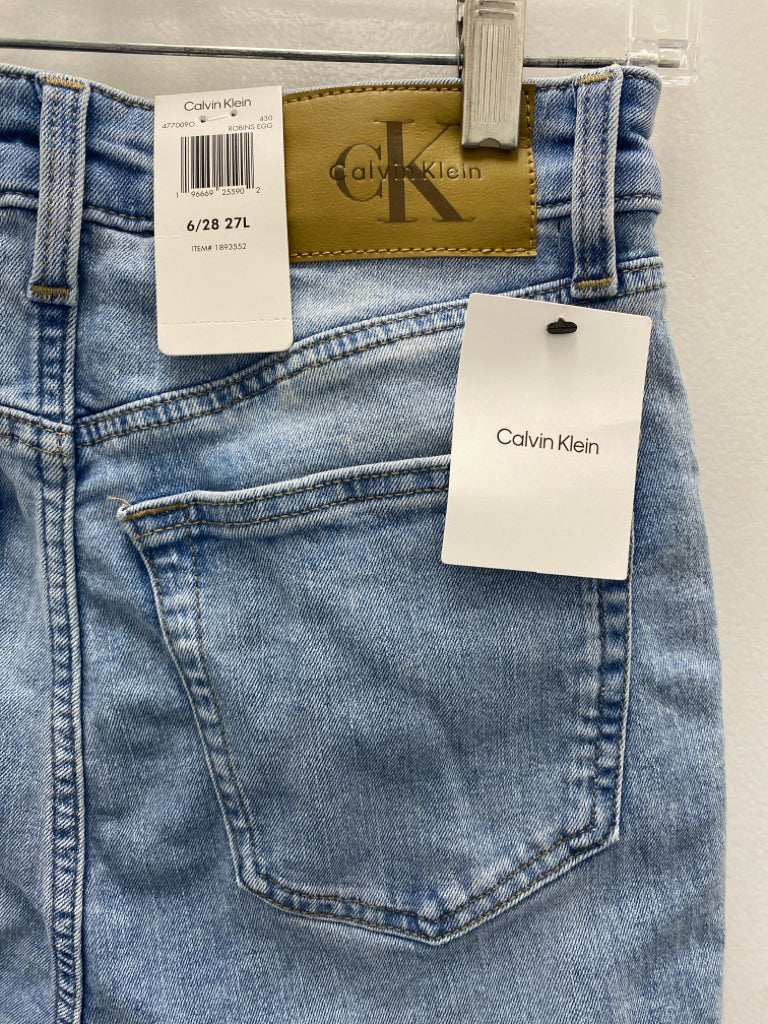 Calvin Klein
477009O 430
ROBINS EGG
1 96669 25590 2
6/28 27L
ITEM# 1893552
CK
Calvin Klein
Calvin Klein